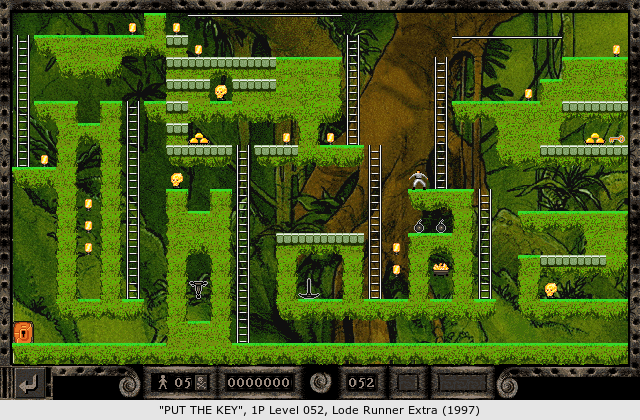 05 0000000 052
"PUT THE KEY", 1P Level 052, Lode Runner Extra (1997)